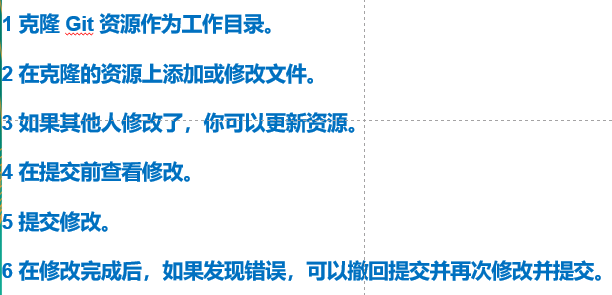 1 克隆 Git 资源作为工作目录。
2 在克隆的资源上添加或修改文件。
3 如果其他人修改了，你可以更新资源。
4 在提交前查看修改。
5 提交修改。
6 在修改完成后，如果发现错误，可以撤回提交并再次修改并提交。